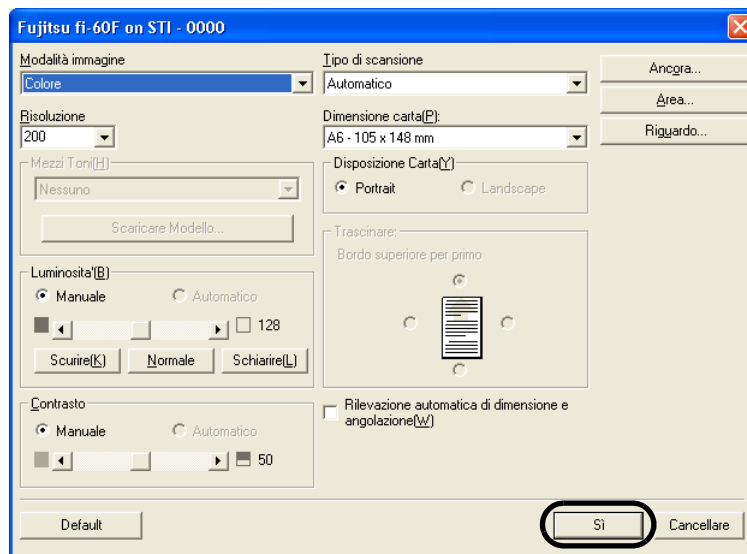 Fujitsu fi-60F on STI - 0000
Modalità immagine
Colore
Risoluzione
200
Mezzi Toni(H)
Nessuno
Scaricare Modello...
Luminosita'(B)
Manuale
Automatico
128
Scurire(K)
Normale
Schiarire(L)
Contrasto
Manuale
Automatico
50
Tipo di scansione
Automatico
Dimensione carta(P):
A6 - 105 x 148 mm
Disposizione Carta(Y)
Portrait
Landscape
Trascinare:
Bordo superiore per primo
Rilevazione automatica di dimensione e
angolazione(W)
Ancora...
Area...
Riguardo...
Default
Sì
Cancellare